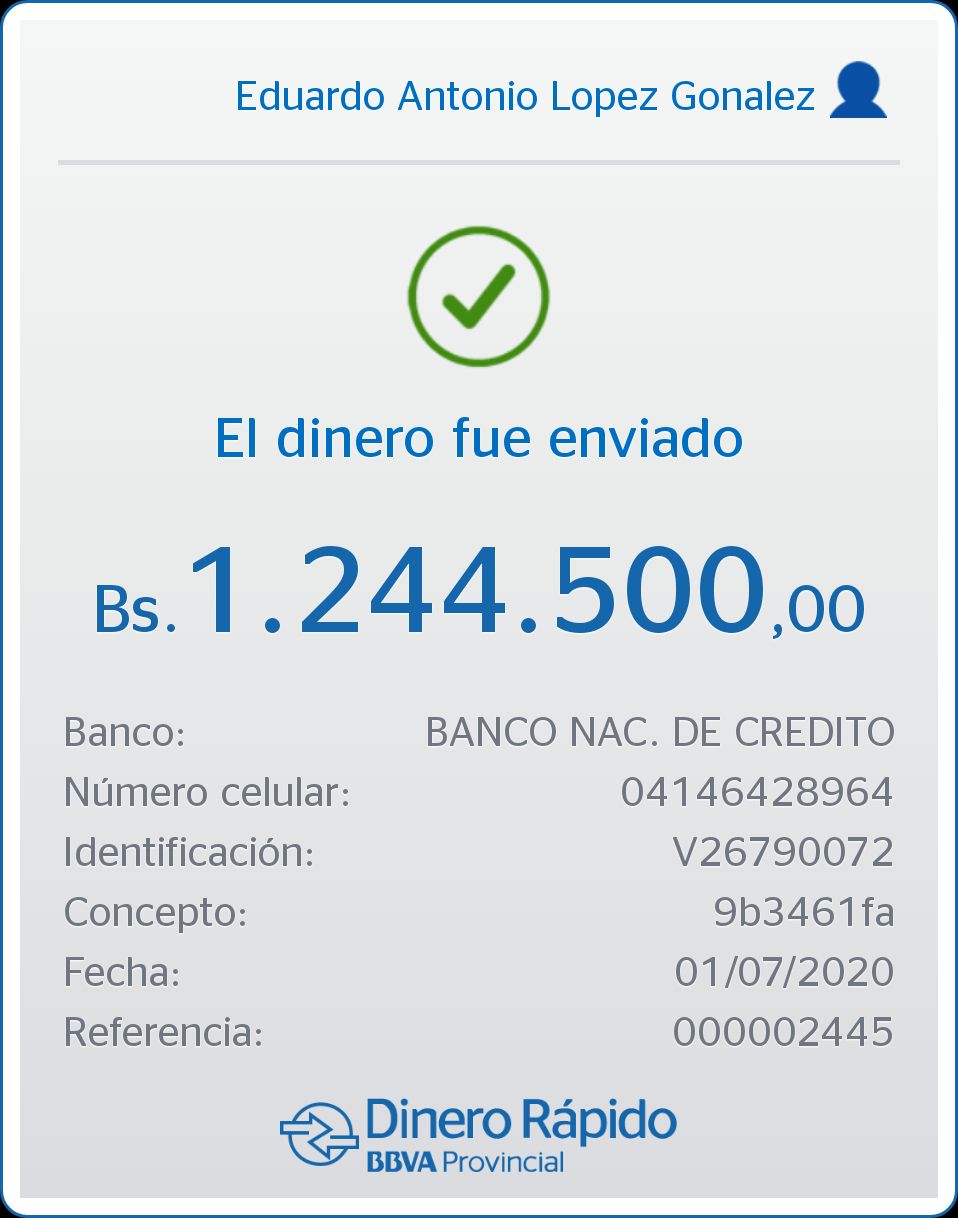 Eduardo Antonio Lopez Gonalez
El dinero fue enviado
Bs. 1.244.500,00
Banco: BANCO NAC. DE CREDITO
Número celular: 04146428964
Identificación: V26790072
Concepto: 9b3461fa
Fecha: 01/07/2020
Referencia: 000002445
Dinero Rápido
BBVA Provincial